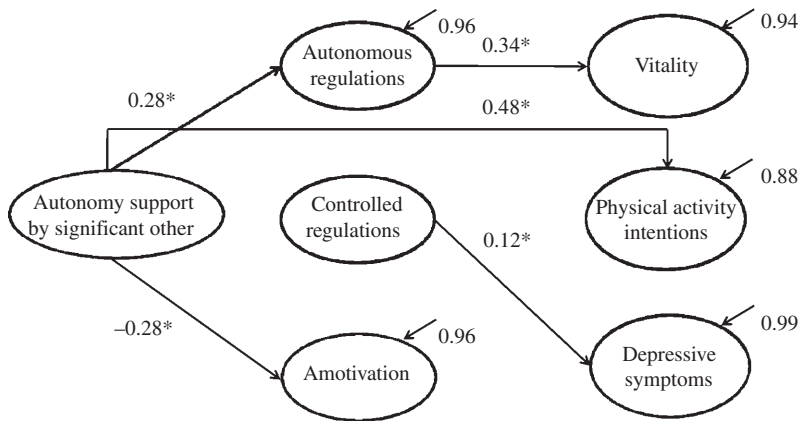 0.96
0.94
Autonomous
regulations
0.34*
Vitality
0.28*
0.48*
Autonomy support
by significant other
Controlled
regulations
Physical activity
intentions
0.88
0.12*
–0.28*
0.96
0.99
Amotivation
Depressive
symptoms